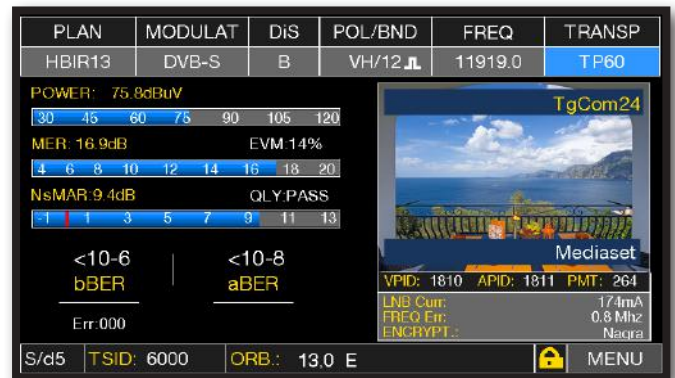 PLAN MODULAT DiS POL/BND FREQ TRANSP
HBIR13 DVB-S B VH/12 11919.0 TP60
POWER: 75.8dBuV
30 45 60 75 90 105 120
MER: 16.9dB EVM:14%
4 6 8 10 12 14 16 18 20
NsMAR:9.4dB QLY:PASS
-1 1 3 5 7 9 11 13
<10-6 <10-8
bBER aBER
Err:000
TgCom24
Mediaset
VPID: 1810 APID: 1811 PMT: 264
LNB Curr: 174mA
FREQ Err: 0.8 Mhz
ENCRYPT.: Nagra
S/d5 TSID: 6000 ORB.: 13,0 E MENU